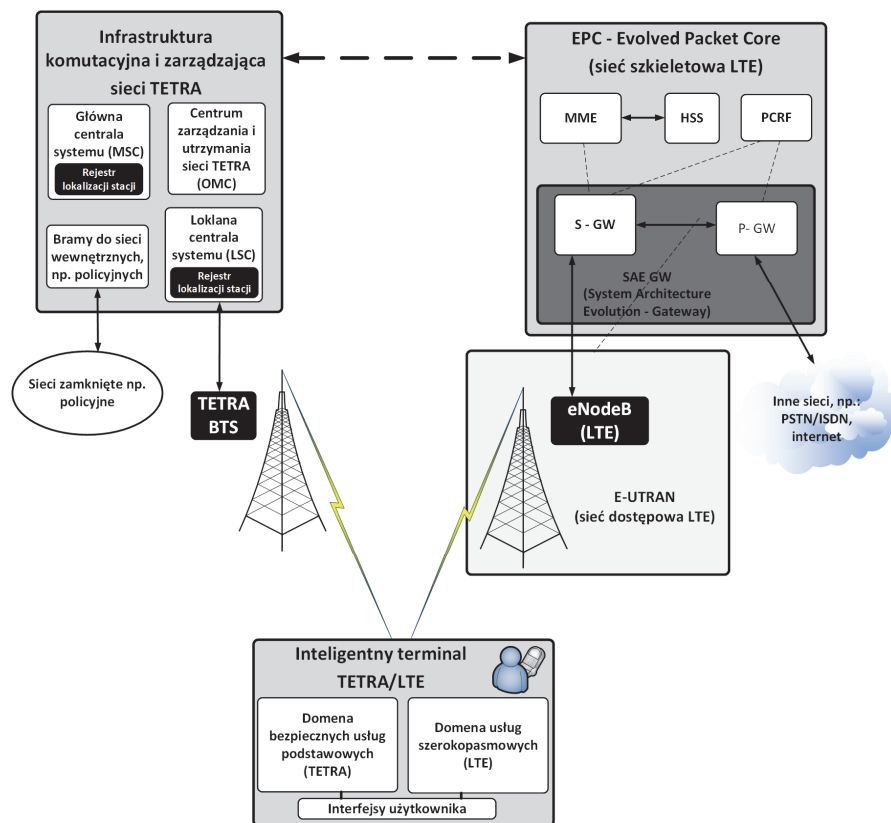 Infrastruktura
komutacyjna i zarządzająca
sieci TETRA
Główna
centrala
systemu (MSC)
Rejestr
lokalizacji stacji
Centrum
zarządzania i
utrzymania
sieci TETRA
(OMC)
Bramy do sieci
wewnętrznych,
np. policyjnych
Loklana
centrala
systemu (LSC)
Rejestr
lokalizacji stacji
Sieci zamknięte np.
policyjne
TETRA
BTS
EPC - Evolved Packet Core
(sieć szkieletowa LTE)
MME
HSS
PCRF
S - GW
P- GW
SAE GW
(System Architecture
Evolution - Gateway)
eNodeB
(LTE)
E-UTRAN
(sieć dostępowa LTE)
Inne sieci, np.:
PSTN/ISDN,
internet
Inteligentny terminal
TETRA/LTE
Domena
bezpiecznych usług
podstawowych
(TETRA)
Domena usług
szerokopasmowych
(LTE)
Interfejsy użytkownika